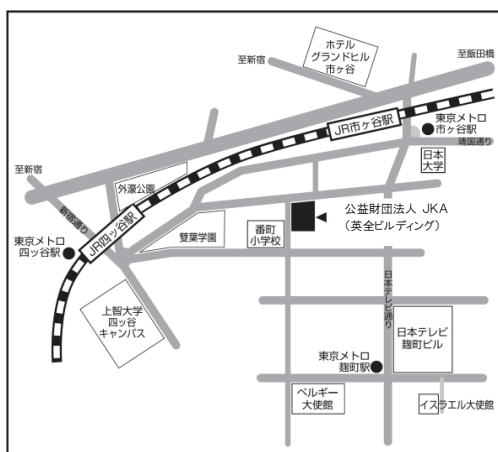 ホテル
グランドヒル
市ヶ谷
至新宿
至飯田橋
JR市ヶ谷駅
東京メトロ
市ヶ谷駅
靖国通り
日本
大学
至新宿
外濠公園
新宿通り
JR四ッ谷駅
東京メトロ
四ッ谷駅
雙葉学園
番町
小学校
公益財団法人 JKA
(英全ビルディング)
上智大学
四ッ谷
キャンパス
日本テレビ通り
日本テレビ
麹町ビル
東京メトロ
麹町駅
ベルギー
大使館
イスラエル大使館